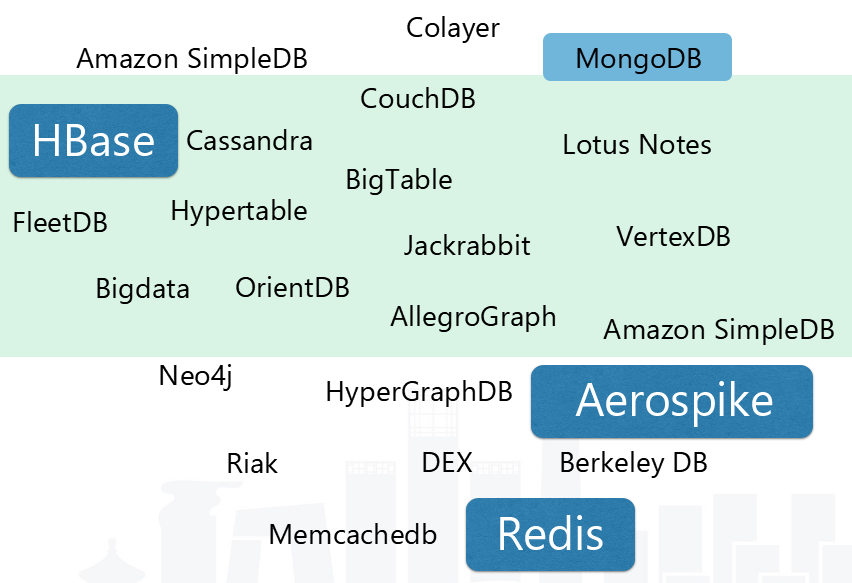 Colayer
Amazon SimpleDB
MongoDB
CouchDB
HBase
Cassandra
Lotus Notes
BigTable
Hypertable
FleetDB
VertexDB
Jackrabbit
Bigdata
OrientDB
AllegroGraph
Amazon SimpleDB
Neo4j
HyperGraphDB
Aerospike
Riak
DEX
Berkeley DB
Memcachedb
Redis